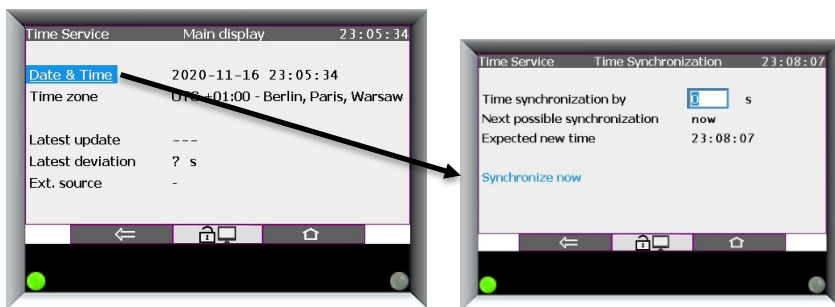 Time Service Main display 23:05:34
Date & Time 2020-11-16 23:05:34
Time zone UTC +01:00 - Berlin, Paris, Warsaw
Latest update ---
Latest deviation ? s
Ext. source -
Time Service Time Synchronization 23:08:07
Time synchronization by 0 s
Next possible synchronization now
Expected new time 23:08:07
Synchronize now